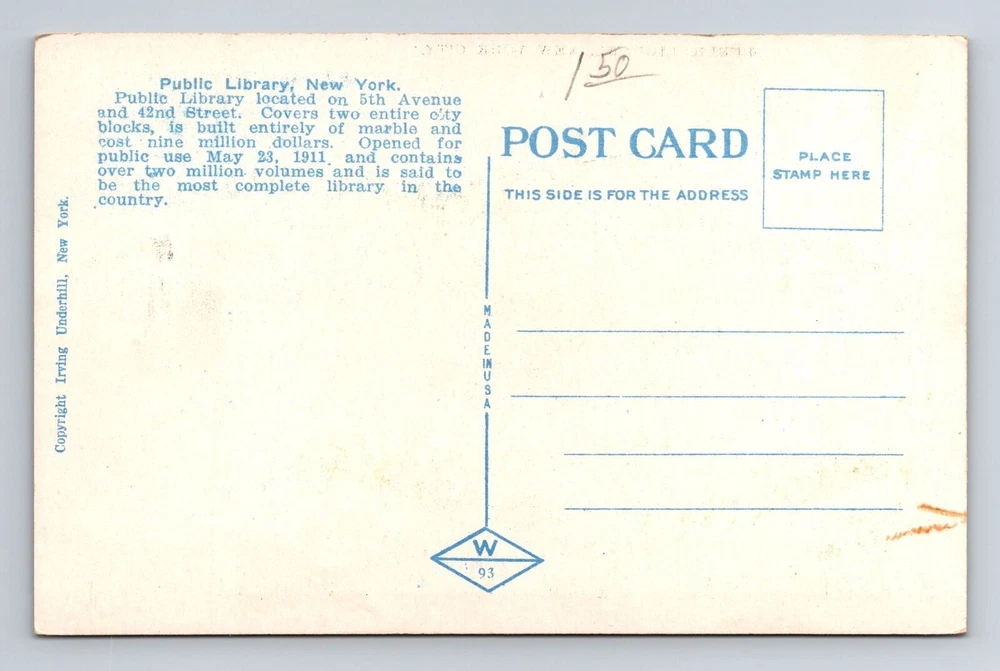 Public Library, New York.
Public Library located on 5th Avenue
and 42nd Street. Covers two entire city
blocks, is built entirely of marble and
cost nine million dollars. Opened for
public use May 23, 1911 and contains
over two million volumes and is said to
be the most complete library in the
country.
Copyright Irving Underhill, New York.
1 50
POST CARD
THIS SIDE IS FOR THE ADDRESS
PLACE
STAMP HERE
MADE IN USA
W
93